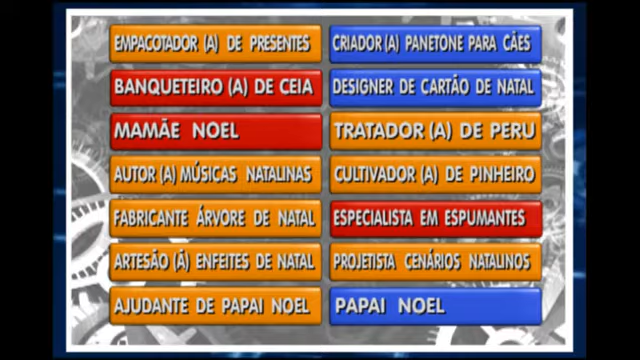 EMPACOTADOR (A) DE PRESENTES
CRIADOR (A) PANETONE PARA CÃES
BANQUETEIRO (A) DE CEIA
DESIGNER DE CARTÃO DE NATAL
MAMÃE NOEL
TRATADOR (A) DE PERU
AUTOR (A) MÚSICAS NATALINAS
CULTIVADOR (A) DE PINHEIRO
FABRICANTE ÁRVORE DE NATAL
ESPECIALISTA EM ESPUMANTES
ARTESÃO (Ã) ENFEITES DE NATAL
PROJETISTA CENÁRIOS NATALINOS
AJUDANTE DE PAPAI NOEL
PAPAI NOEL